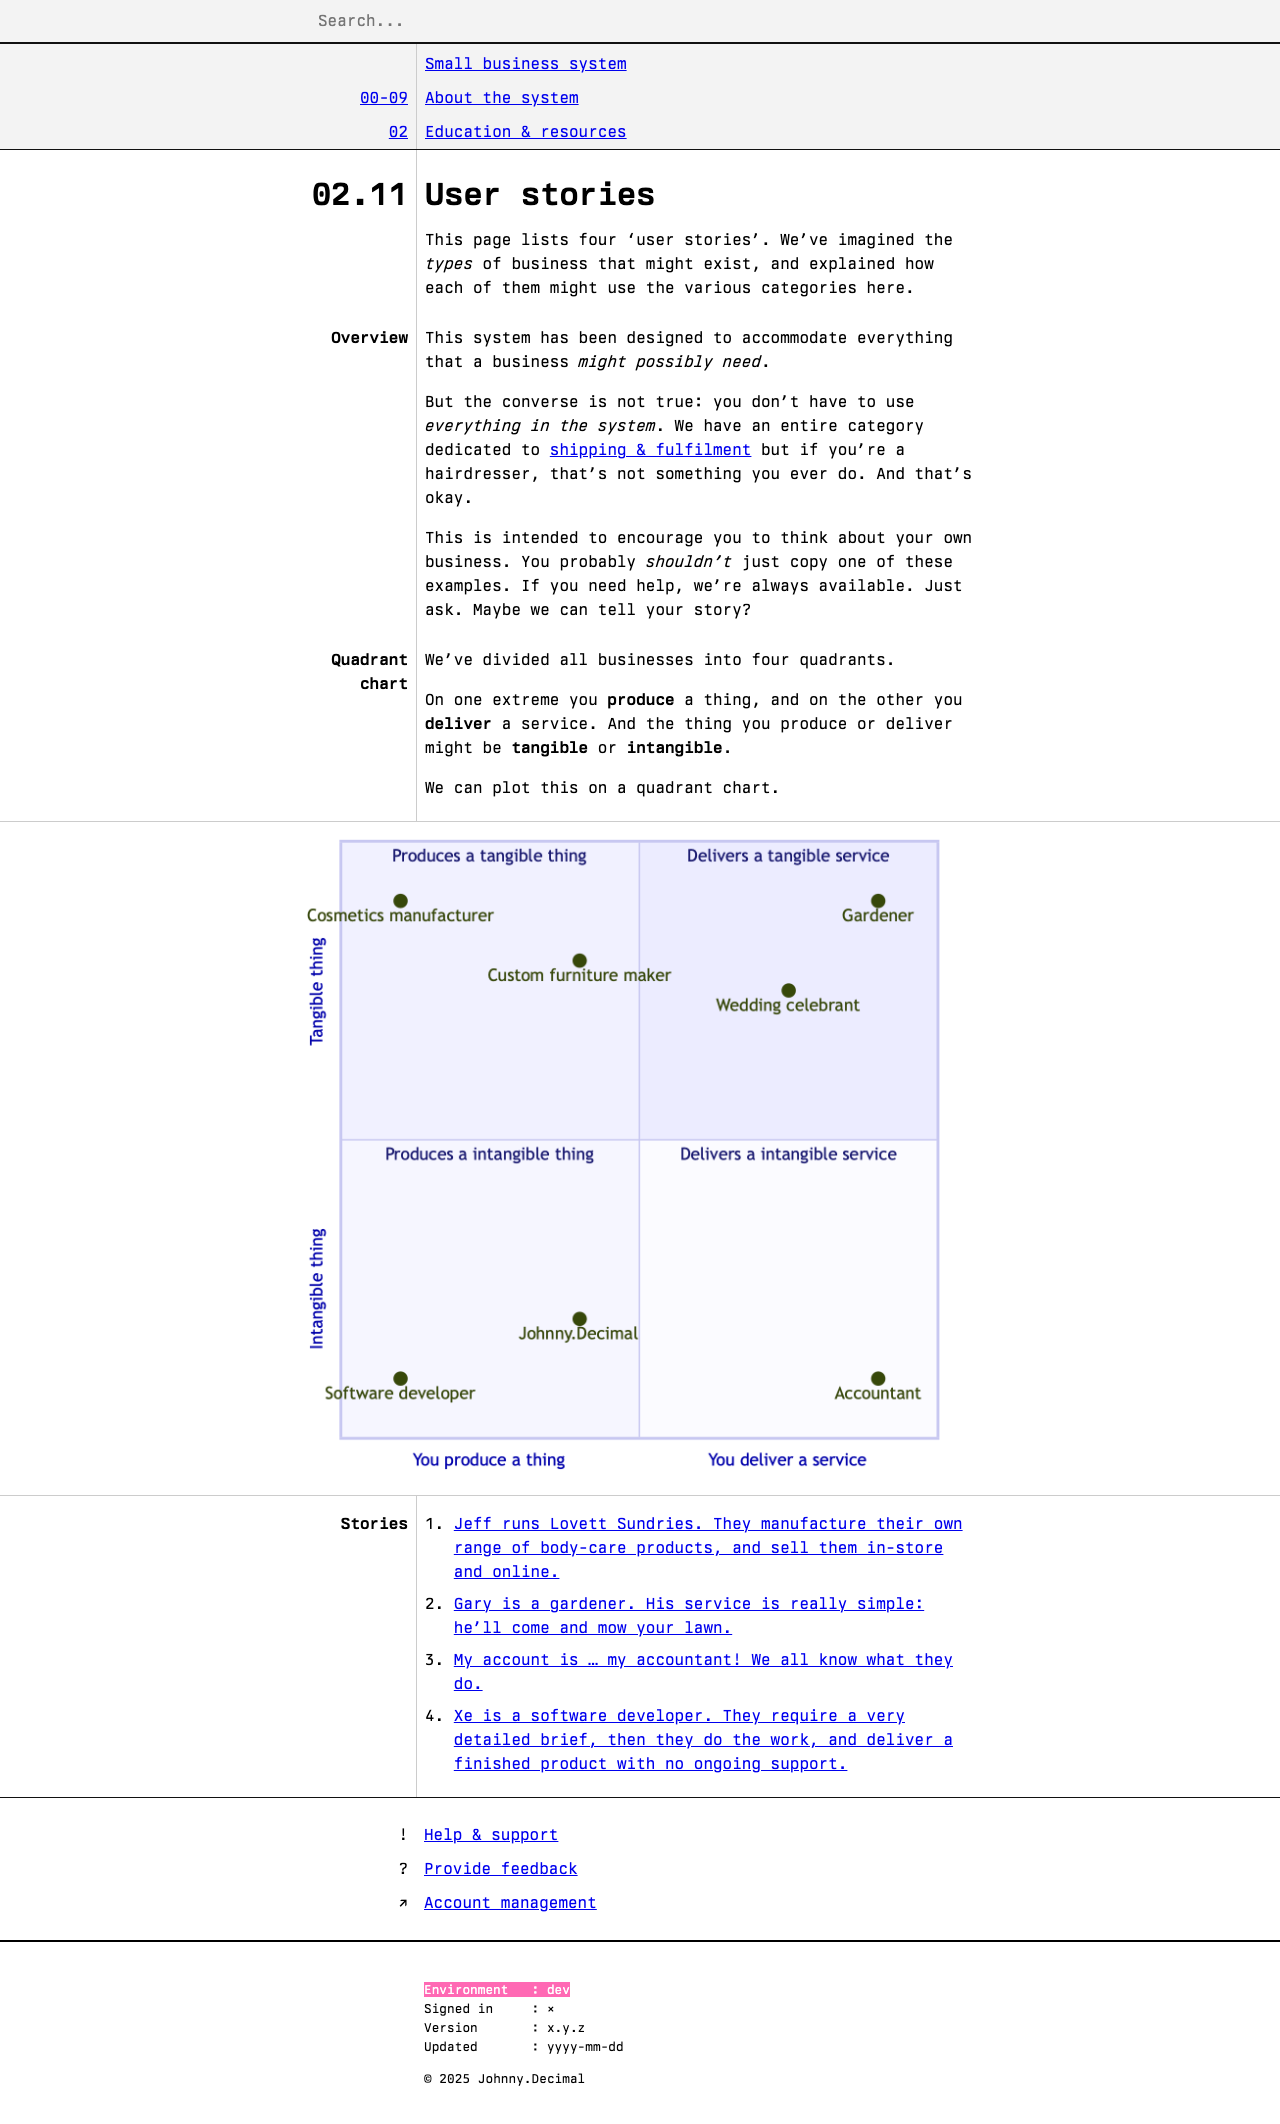 Search...
Small business system
00-09 About the system
02 Education & resources
02.11 User stories
This page lists four ‘user stories’. We’ve imagined the
types of business that might exist, and explained how
each of them might use the various categories here.
Overview This system has been designed to accommodate everything
that a business might possibly need.
But the converse is not true: you don’t have to use
everything in the system. We have an entire category
dedicated to shipping & fulfilment but if you’re a
hairdresser, that’s not something you ever do. And that’s
okay.
This is intended to encourage you to think about your own
business. You probably shouldn’t just copy one of these
examples. If you need help, we’re always available. Just
ask. Maybe we can tell your story?
Quadrant
chart
We’ve divided all businesses into four quadrants.
On one extreme you produce a thing, and on the other you
deliver a service. And the thing you produce or deliver
might be tangible or intangible.
We can plot this on a quadrant chart.
Produces a tangible thing
Delivers a tangible service
Cosmetics manufacturer
Gardener
Custom furniture maker
Wedding celebrant
Tangible thing
Produces a intangible thing
Delivers a intangible service
Intangible thing
Johnny.Decimal
Software developer
Accountant
You produce a thing
You deliver a service
Stories
1. Jeff runs Lovett Sundries. They manufacture their own
range of body-care products, and sell them in-store
and online.
2. Gary is a gardener. His service is really simple:
he’ll come and mow your lawn.
3. My account is … my accountant! We all know what they
do.
4. Xe is a software developer. They require a very
detailed brief, then they do the work, and deliver a
finished product with no ongoing support.
! Help & support
? Provide feedback
↗ Account management
Environment : dev
Signed in : ×
Version : x.y.z
Updated : yyyy-mm-dd
© 2025 Johnny.Decimal